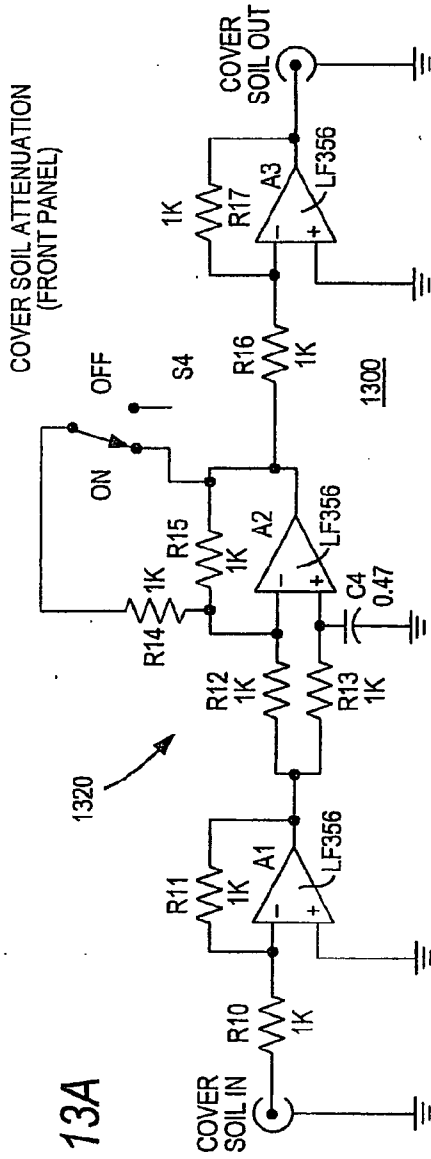 13A
COVER SOIL ATTENUATION
(FRONT PANEL)
ON
OFF
S4
1320
R14
1K
R15
1K
R11
1K
A1
LF356
R10
1K
COVER
SOIL IN
R12
1K
R13
1K
A2
LF356
C4
0.47
R16
1K
1K
R17
A3
LF356
COVER
SOIL OUT
1300